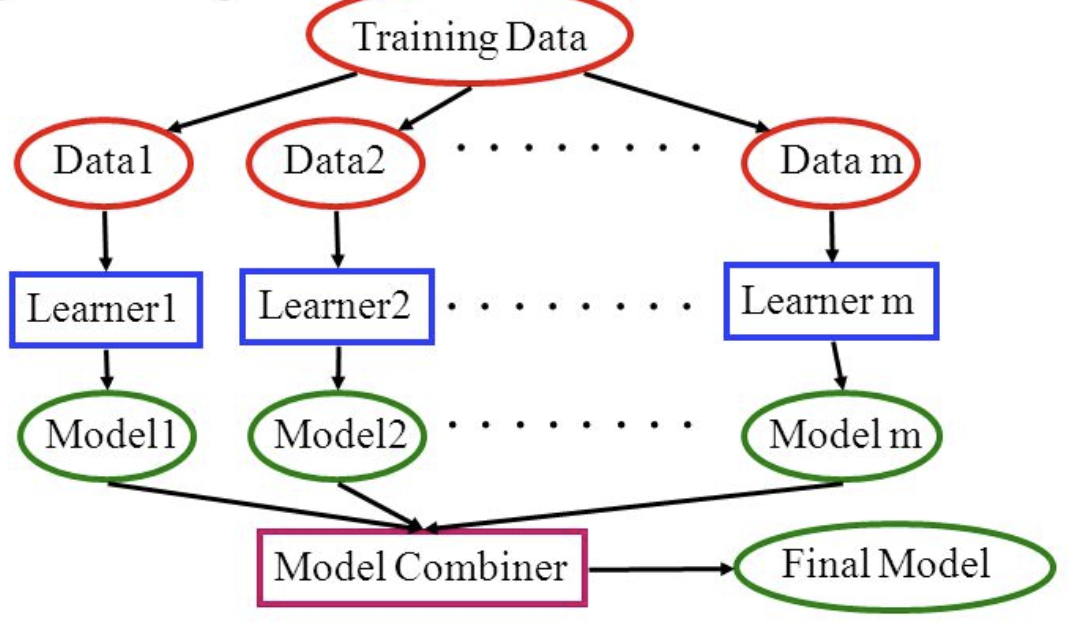 Training Data
Data1
Data2
Data m
Learner1
Learner2
Learner m
Model1
Model2
Model m
Model Combiner
Final Model